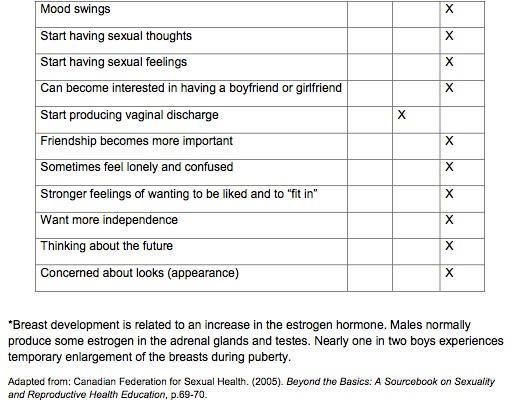 Mood swings X
Start having sexual thoughts X
Start having sexual feelings X
Can become interested in having a boyfriend or girlfriend X
Start producing vaginal discharge X
Friendship becomes more important X
Sometimes feel lonely and confused X
Stronger feelings of wanting to be liked and to “fit in” X
Want more independence X
Thinking about the future X
Concerned about looks (appearance) X
*Breast development is related to an increase in the estrogen hormone. Males normally
produce some estrogen in the adrenal glands and testes. Nearly one in two boys experiences
temporary enlargement of the breasts during puberty.
Adapted from: Canadian Federation for Sexual Health. (2005). Beyond the Basics: A Sourcebook on Sexuality
and Reproductive Health Education, p.69-70.